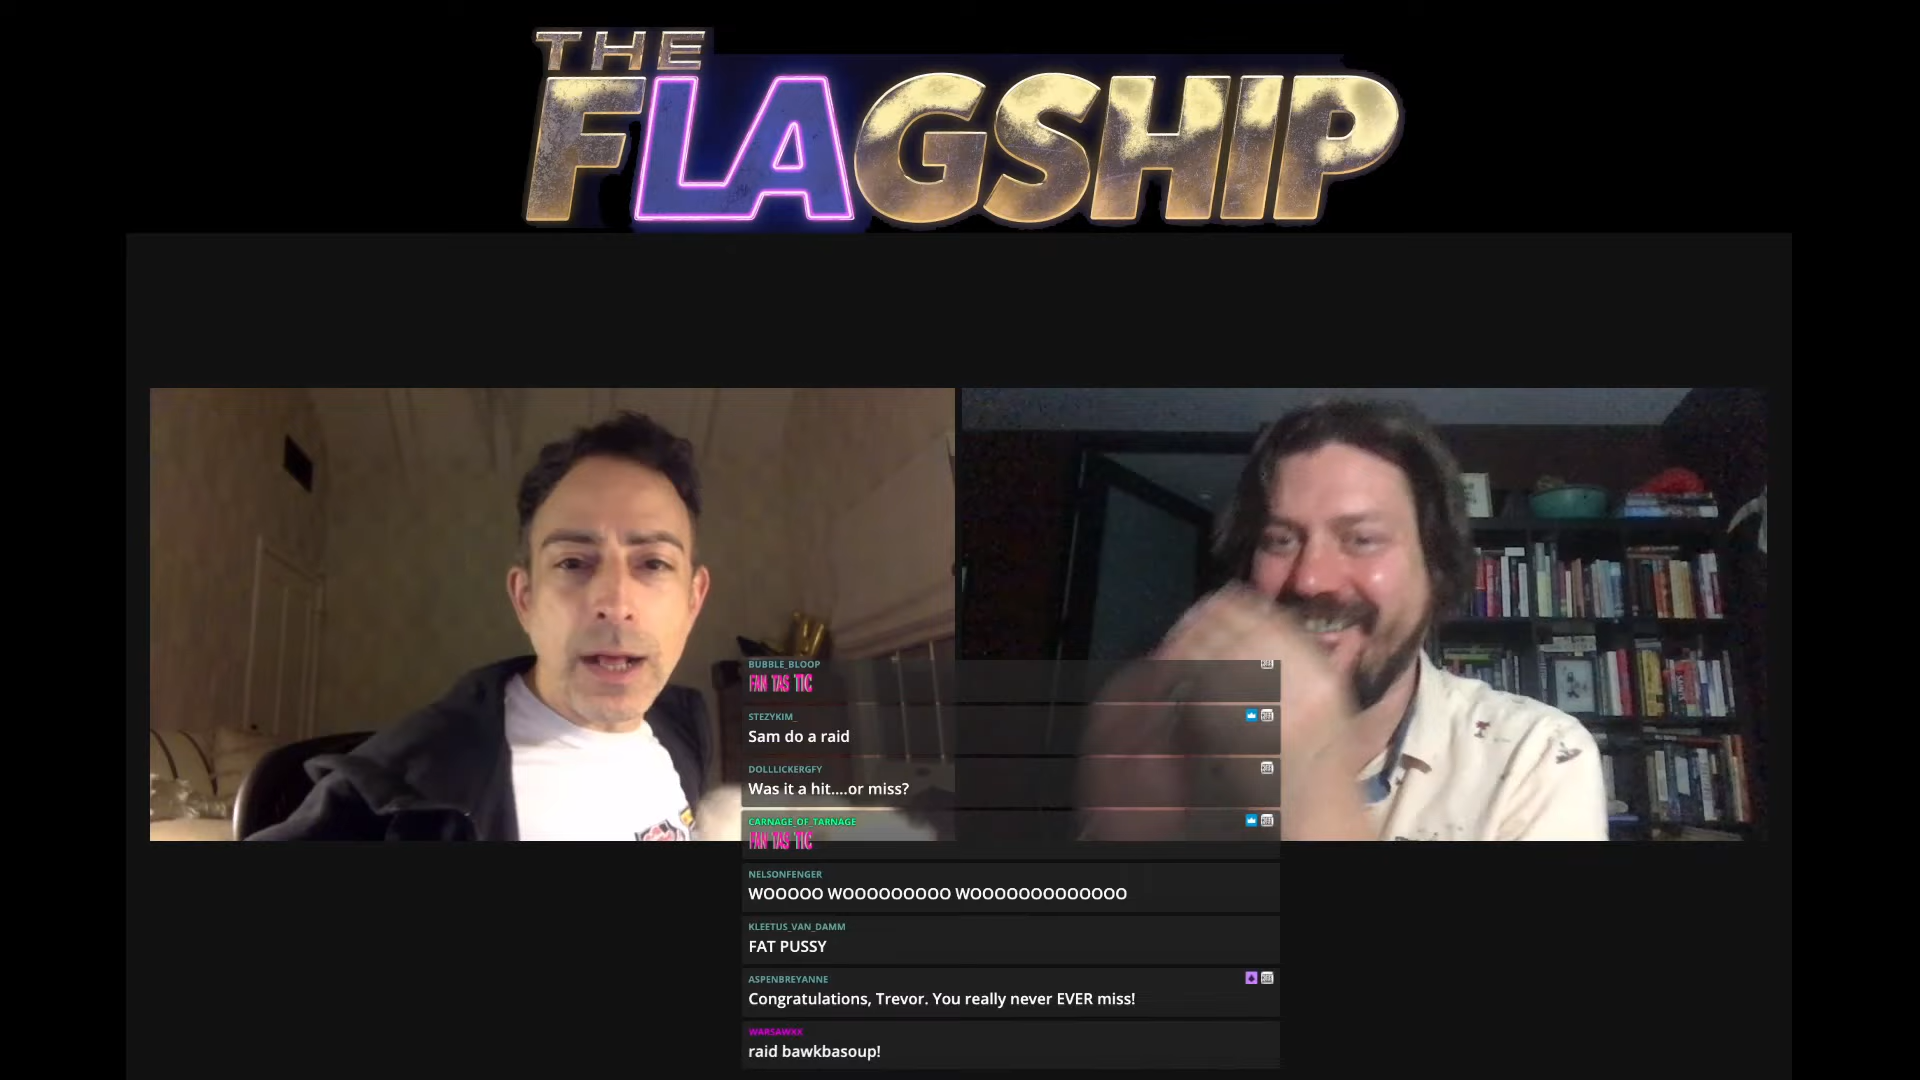 THE
FLAGSHIP
BUBBLE_BLOOP
FAN TAS TIC
STEZYKIM_
Sam do a raid
DOLLLICKERGFY
Was it a hit....or miss?
CARNAGE_OF_TARNAGE
FAN TAS TIC
NELSONFENGER
WOOOOO WOOOOOOOOO WOOOOOOOOOOOOO
KLEETUS_VAN_DAMM
FAT PUSSY
ASPENBREYANNE
Congratulations, Trevor. You really never EVER miss!
WARSAWXX
raid bawkbasoup!